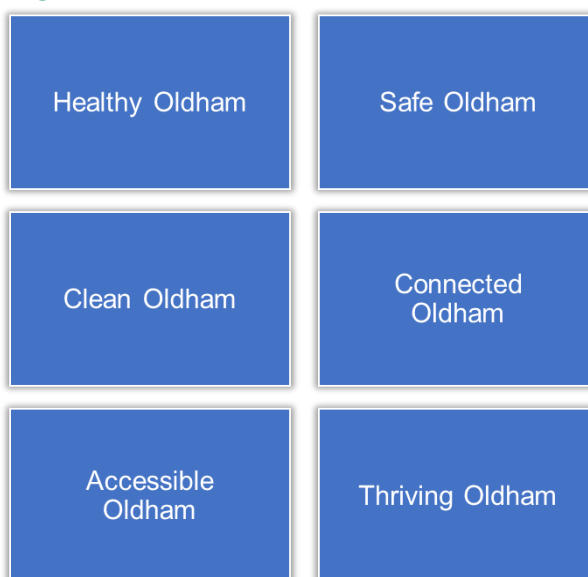 Healthy Oldham
Safe Oldham
Clean Oldham
Connected
Oldham
Accessible
Oldham
Thriving Oldham